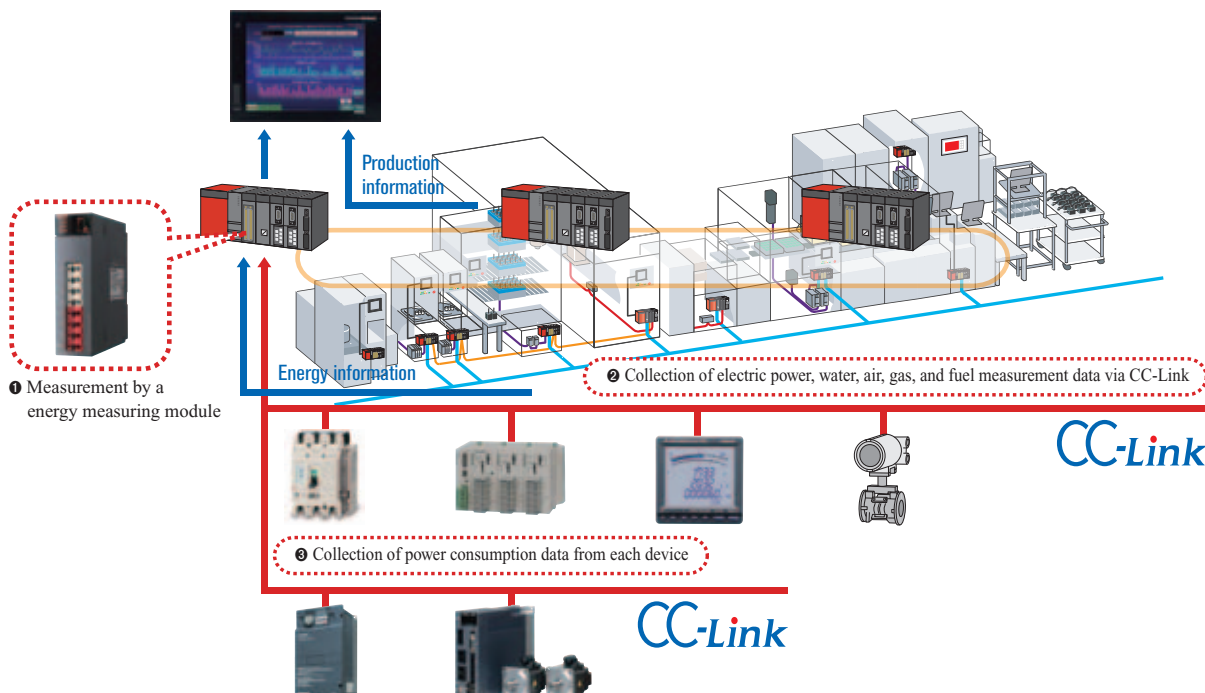 Production
information
❶ Measurement by a
energy measuring module
Energy information
❷ Collection of electric power, water, air, gas, and fuel measurement data via CC-Link
CC-Link
❸ Collection of power consumption data from each device
CC-Link